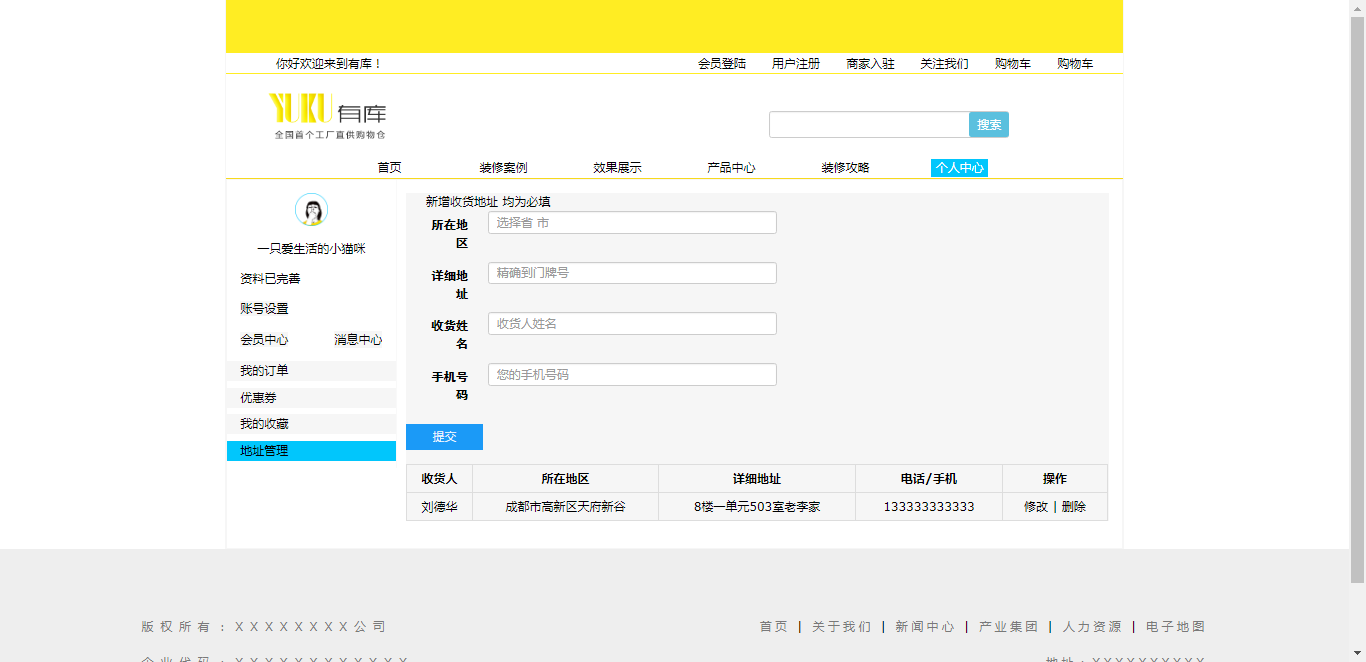 你好欢迎来到有库！ 会员登陆 用户注册 商家入驻 关注我们 购物车 购物车
YUKU 有库
全国首个工厂直供购物仓
搜索
首页 装修案例 效果展示 产品中心 装修攻略 个人中心
一只爱生活的小猫咪
资料已完善
账号设置
会员中心 消息中心
我的订单
优惠券
我的收藏
地址管理
新增收货地址 均为必填
所在地
区
选择省 市
详细地
址
精确到门牌号
收货姓
名
收货人姓名
手机号
码
您的手机号码
提交
收货人 所在地区 详细地址 电话/手机 操作
刘德华 成都市高新区天府新谷 8楼一单元503室老李家 133333333333 修改 | 删除
版权所有：XXXXXXXX公司 首页 | 关于我们 | 新闻中心 | 产业集团 | 人力资源 | 电子地图
企业代码：XXXXXXXXXXXX 地址：XXXXXXXXXX